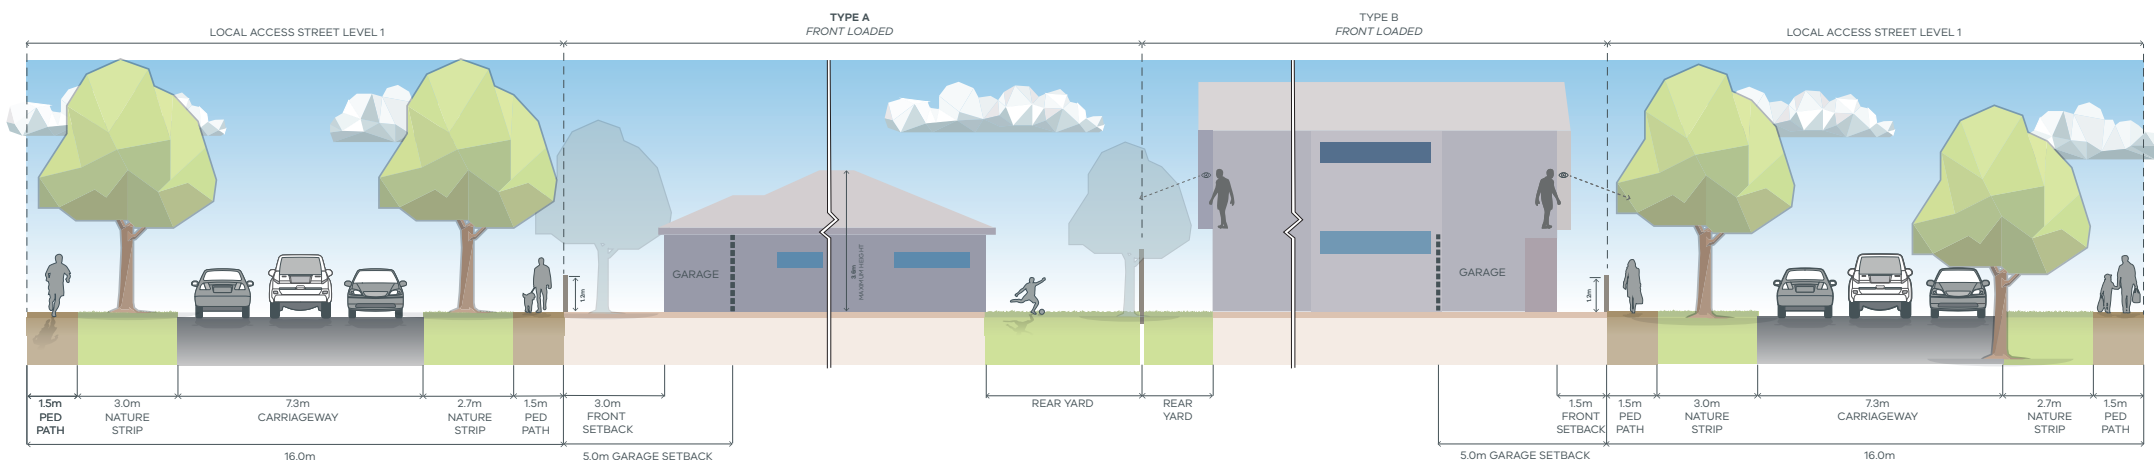 TYPE A
TYPE B
LOCAL ACCESS STREET LEVEL 1
FRONT LOADED
FRONT LOADED
LOCAL ACCESS STREET LEVEL 1
GARAGE
3.6m
MAXIMUM HEIGHT
GARAGE
1.2m
1.2m
1.5m
PED
PATH
3.0m
NATURE
STRIP
7.3m
CARRIAGEWAY
2.7m
NATURE
STRIP
1.5m
PED
PATH
3.0m
FRONT
SETBACK
REAR YARD
REAR
YARD
1.5m
FRONT
SETBACK
1.5m
PED
PATH
3.0m
NATURE
STRIP
7.3m
CARRIAGEWAY
2.7m
NATURE
STRIP
1.5m
PED
PATH
16.0m
5.0m GARAGE SETBACK
5.0m GARAGE SETBACK
16.0m